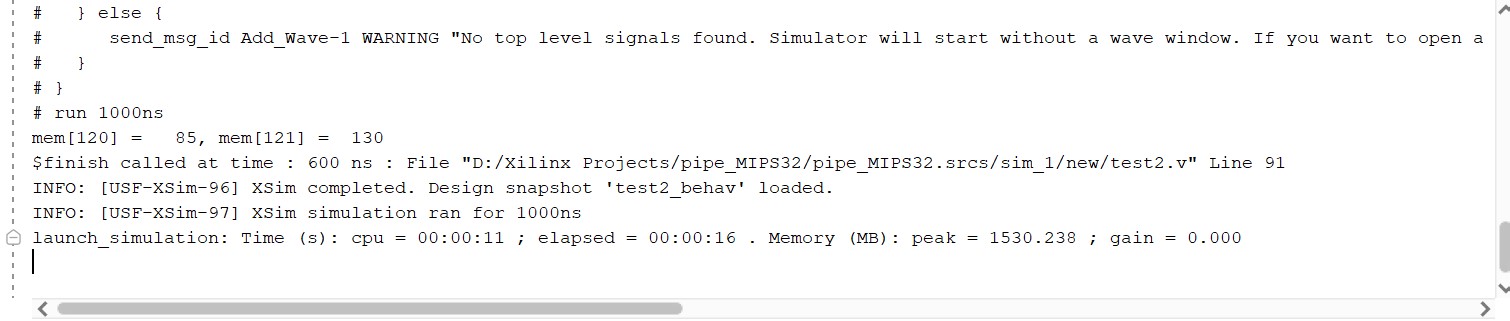 #   } else {
#      send_msg_id Add_Wave-1 WARNING "No top level signals found. Simulator will start without a wave window. If you want to open a
#   }
# }
# run 1000ns
mem[120] =   85, mem[121] =  130
$finish called at time : 600 ns : File "D:/Xilinx Projects/pipe_MIPS32/pipe_MIPS32.srcs/sim_1/new/test2.v" Line 91
INFO: [USF-XSim-96] XSim completed. Design snapshot 'test2_behav' loaded.
INFO: [USF-XSim-97] XSim simulation ran for 1000ns
launch_simulation: Time (s): cpu = 00:00:11 ; elapsed = 00:00:16 . Memory (MB): peak = 1530.238 ; gain = 0.000